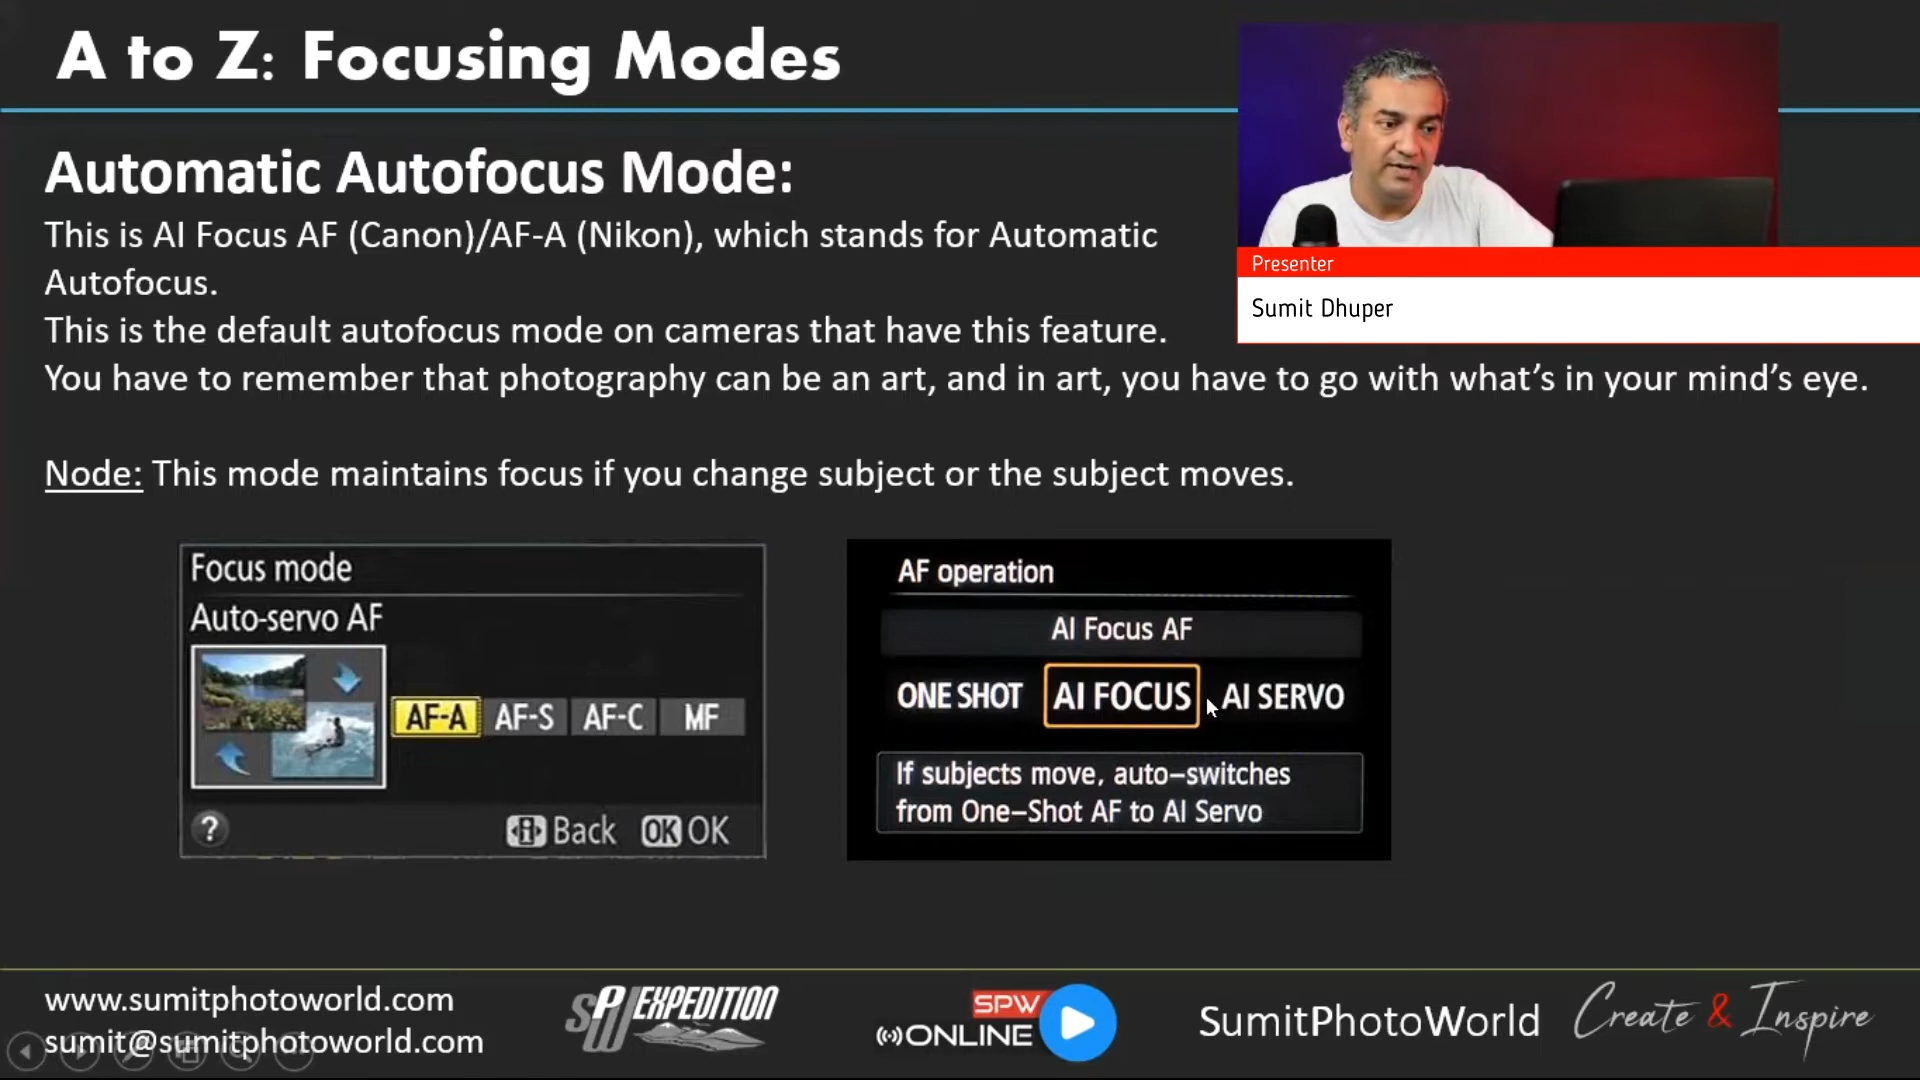 A to Z: Focusing Modes
Automatic Autofocus Mode:
This is AI Focus AF (Canon)/AF-A (Nikon), which stands for Automatic
Autofocus.
This is the default autofocus mode on cameras that have this feature.
You have to remember that photography can be an art, and in art, you have to go with what's in your mind's eye.
Node: This mode maintains focus if you change subject or the subject moves.
Presenter
Sumit Dhuper
Focus mode
Auto-servo AF
AF-A AF-S AF-C MF
? Back OK OK
AF operation
AI Focus AF
ONE SHOT AI FOCUS AI SERVO
If subjects move, auto-switches
from One-Shot AF to AI Servo
www.sumitphotoworld.com
sumit@sumitphotoworld.com
SPW EXPEDITION
SPW
ONLINE
SumitPhotoWorld
Create & Inspire